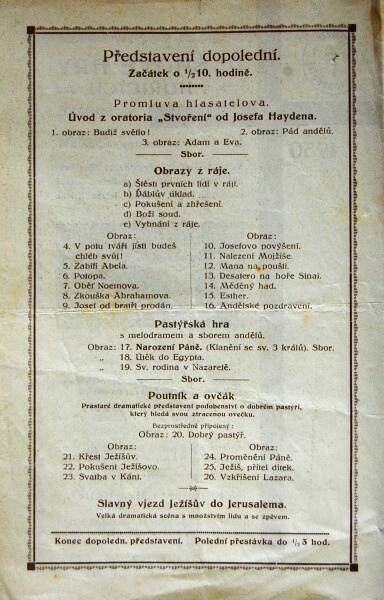 Představení dopolední.
Začátek o ½10. hodině.
Promluva hlasatelova.
Úvod z oratoria „Stvoření" od Josefa Haydena.
1. obraz: Budiž světlo! 2. obraz: Pád andělů.
3. obraz: Adam a Eva.
Sbor.
Obrazy z ráje.
a) Štěstí prvních lidí v ráji.
b) Ďáblův úklad.
c) Pokušení a zhřešení.
d) Boží soud.
e) Vyhnání z ráje.
Obraz:
4. V potu tváři jísti budeš
chléb svůj!
5. Zabití Abela.
6. Potopa.
7. Oběť Noemova.
8. Zkouška Abrahamova.
9. Josef od bratří prodán.
Obraz:
10. Josefovo povýšení.
11. Nalezení Mojžíše.
12. Mana na poušti.
13. Desatero na hoře Sinai.
14. Měděný had.
15. Esther.
16. Andělské pozdravení.
Pastýřská hra
s melodramem a sborem andělů.
Obraz: 17. Narození Páně. (Klanění se sv. 3 králů). Sbor.
„ 18. Útěk do Egypta.
„ 19. Sv. rodina v Nazaretě.
Sbor.
Poutník a ovčák
Prastaré dramatické představení podobenství o dobrém pastýři,
který hledá svou ztracenou ovečku.
Bezprostředně připojený:
Obraz: 20. Dobrý pastýř.
Obraz:
21. Křest Ježíšův.
22. Pokušení Ježíšovo.
23. Svatba v Káni.
Obraz:
24. Proměnění Páně.
25. Ježíš, přítel dítek.
26. Vzkříšení Lazara.
Slavný vjezd Ježíšův do Jerusalema.
Velká dramatická scéna s množstvím lidu a se zpěvem.
Konec dopoledn. představení. Polední přestávka do ½ 3 hod.